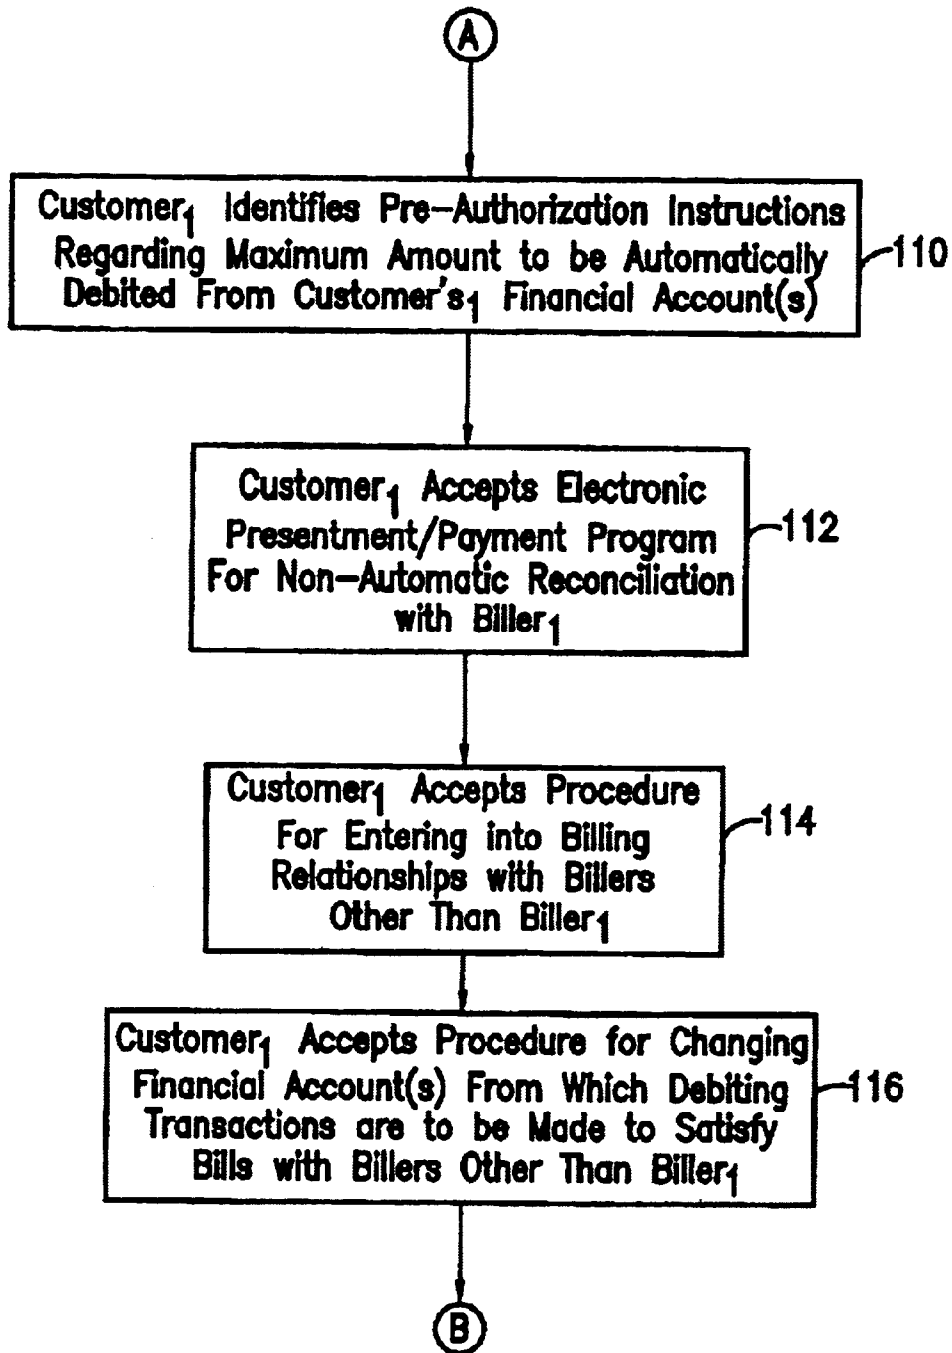 A
Customer₁ Identifies Pre-Authorization Instructions
Regarding Maximum Amount to be Automatically
Debited From Customer's₁ Financial Account(s)
110
Customer₁ Accepts Electronic
Presentment/Payment Program
For Non-Automatic Reconciliation
with Biller₁
112
Customer₁ Accepts Procedure
For Entering into Billing
Relationships with Billers
Other Than Biller₁
114
Customer₁ Accepts Procedure for Changing
Financial Account(s) From Which Debiting
Transactions are to be Made to Satisfy
Bills with Billers Other Than Biller₁
116
B